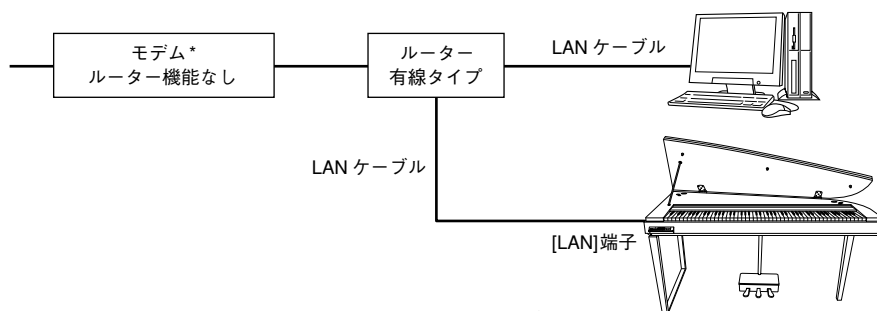 モデム*
ルーター機能なし
ルーター
有線タイプ
LAN ケーブル
LAN ケーブル
[LAN]端子